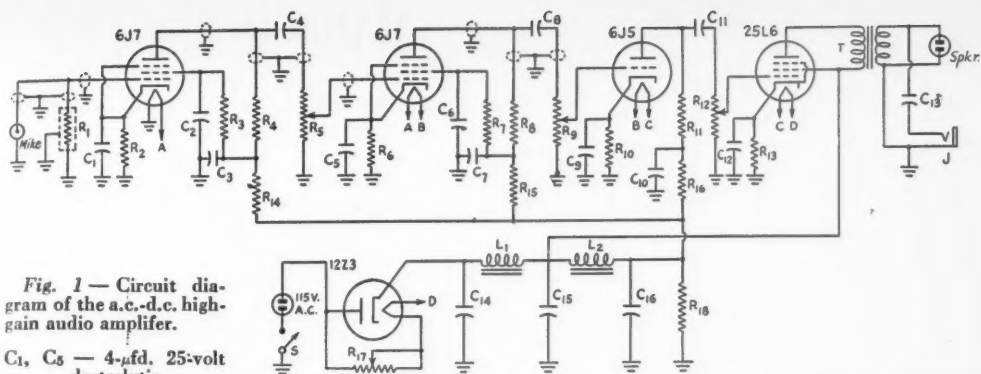 6J7
C4
6J7
C8
6J5
C11
25L6
T
Spkr.
Mike
R1
C1
R2
A
C2
R3
C3
R4
R14
R5
C5
R6
A B
C6
R7
C7
R8
R15
R9
C9
R10
B C
C10
R11
R16
R12
C12
R13
C D
C13
V
J
12Z3
115V.
A.C.
S
R17
D
L1
L2
C14
C15
C16
R18
Fig. 1 — Circuit dia-
gram of the a.c.-d.c. high-
gain audio amplifer.
C1, C5 — 4-μfd. 25-volt